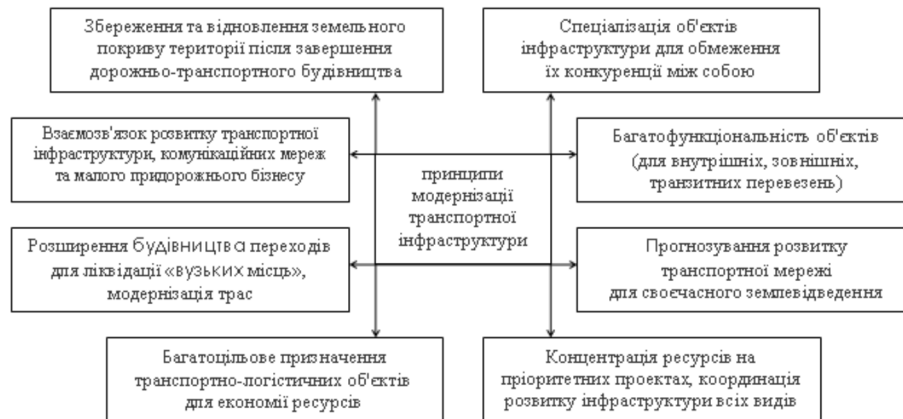 Збереження та відновлення земельного
покриву території після завершення
дорожньо-транспортного будівництва
Спеціалізація об'єктів
інфраструктури для обмеження
їх конкуренції між собою
Взаємозв'язок розвитку транспортної
інфраструктури, комунікаційних мереж
та малого придорожнього бізнесу
Багатофункціональність об'єктів
(для внутрішніх, зовнішніх,
транзитних перевезень)
принципи
модернізації
транспортної
інфраструктури
Розширення будівництва переходів
для ліквідації «вузьких місць»,
модернізація трас
Прогнозування розвитку
транспортної мережі
для своєчасного землевідведення
Багатоцільове призначення
транспортно-логістичних об'єктів
для економії ресурсів
Концентрація ресурсів на
пріоритетних проектах, координація
розвитку інфраструктури всіх видів